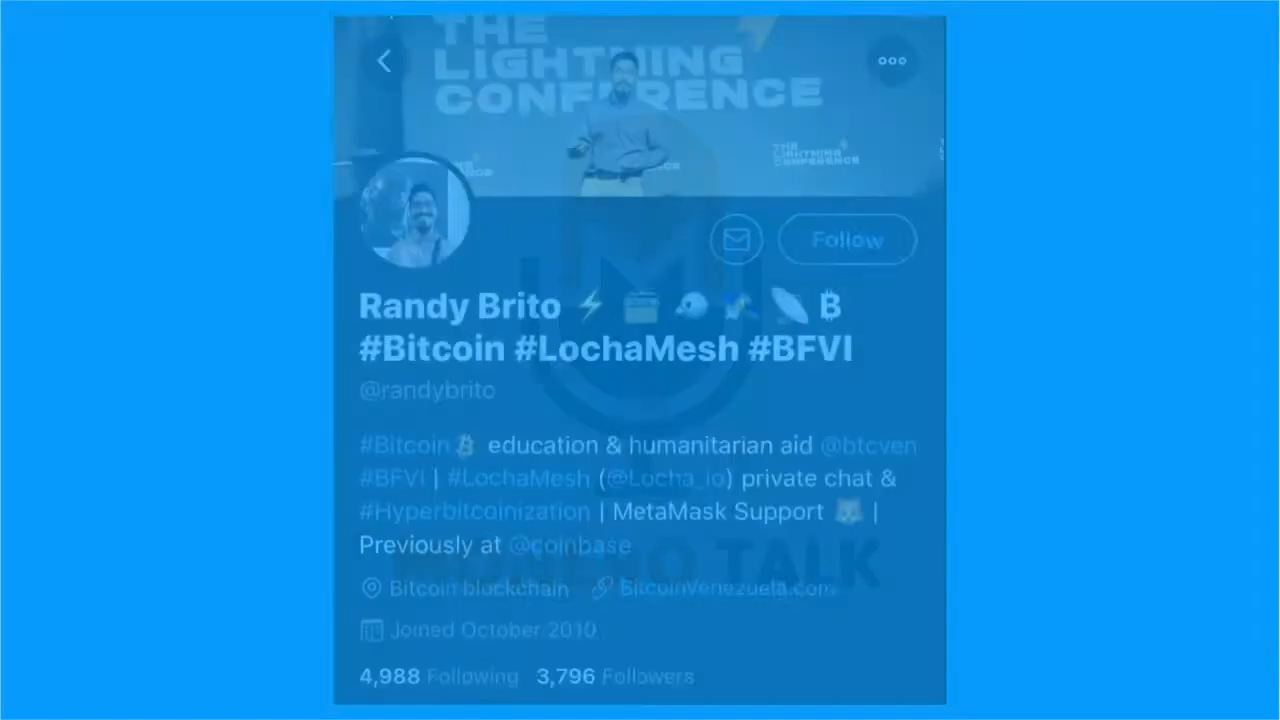 THE
LIGHTNING
CONFERENCE
THE
LIGHTNING
CONFERENCE
Follow
Randy Brito ⚡ 🗃 🐦 🛰 📡 ₿
#Bitcoin #LochaMesh #BFVI
@randybrito
#Bitcoin ₿ education & humanitarian aid @btcven
#BFVI | #LochaMesh (@Locha_io) private chat &
#Hyperbitcoinization | MetaMask Support 🦊 |
Previously at @coinbase
MONERO TALK
Bitcoin blockchain BitcoinVenezuela.com
Joined October 2010
4,988 Following 3,796 Followers